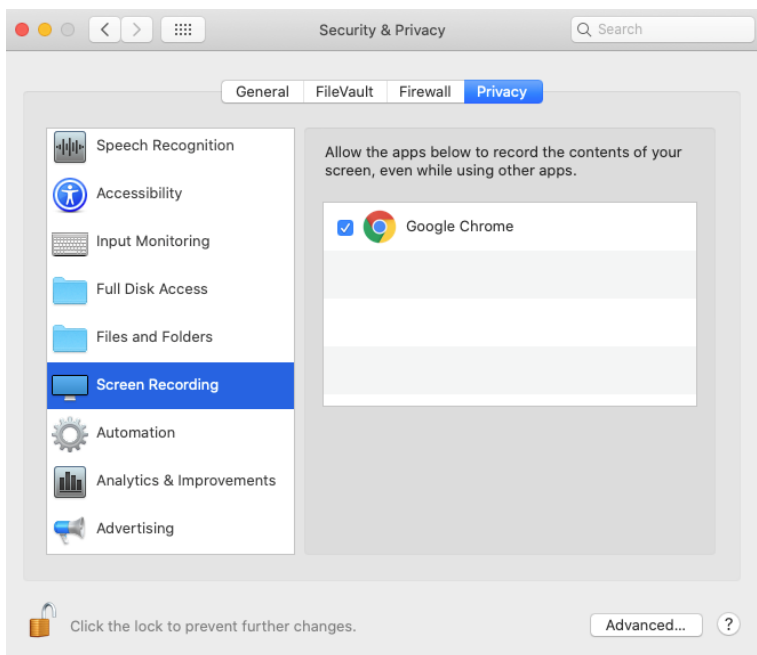 Security & Privacy
Search
General
FileVault
Firewall
Privacy
Speech Recognition
Accessibility
Input Monitoring
Full Disk Access
Files and Folders
Screen Recording
Automation
Analytics & Improvements
Advertising
Allow the apps below to record the contents of your
screen, even while using other apps.
Google Chrome
Click the lock to prevent further changes.
Advanced...
?